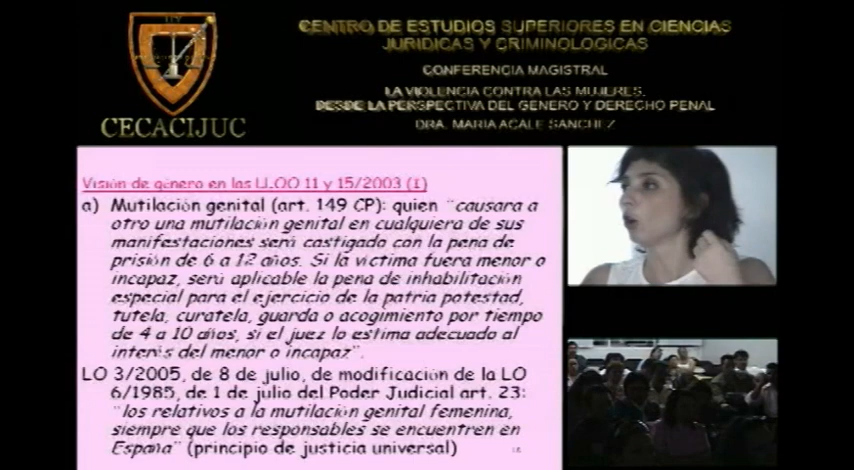 CENTRO DE ESTUDIOS SUPERIORES EN CIENCIAS
JURIDICAS Y CRIMINOLOGICAS
CONFERENCIA MAGISTRAL
LA VIOLENCIA CONTRA LAS MUJERES.
DESDE LA PERSPECTIVA DEL GENERO Y DERECHO PENAL
DRA. MARIA ACALE SANCHEZ
CECACIJUC
Visión de género en las LLOO 11 y 15/2003 (I)
a) Mutilación genital (art. 149 CP): quien "causara a
otro una mutilación genital en cualquiera de sus
manifestaciones será castigado con la pena de
prisión de 6 a 12 años. Si la víctima fuera menor o
incapaz, será aplicable la pena de inhabilitación
especial para el ejercicio de la patria potestad,
tutela, curatela, guarda o acogimiento por tiempo
de 4 a 10 años, si el juez lo estima adecuado al
interés del menor o incapaz".
LO 3/2005, de 8 de julio, de modificación de la LO
6/1985, de 1 de julio del Poder Judicial art. 23:
"los relativos a la mutilación genital femenina,
siempre que los responsables se encuentren en
España" (principio de justicia universal)